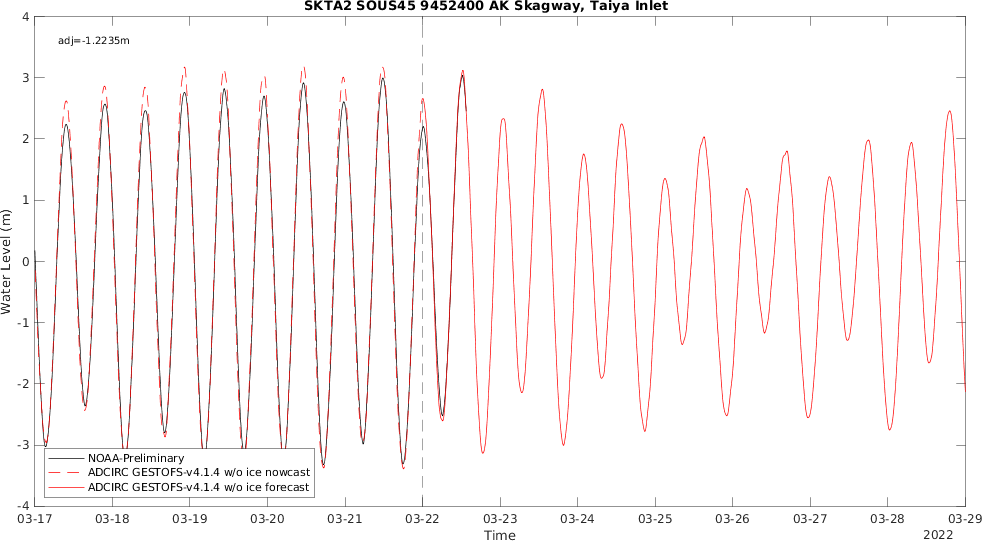 SKTA2 SOUS45 9452400 AK Skagway, Taiya Inlet
adj=-1.2235m
4
3
2
1
0
-1
-2
-3
-4
Water Level (m)
NOAA-Preliminary
ADCIRC GESTOFS-v4.1.4 w/o ice nowcast
ADCIRC GESTOFS-v4.1.4 w/o ice forecast
03-17 03-18 03-19 03-20 03-21 03-22 03-23 03-24 03-25 03-26 03-27 03-28 03-29
Time
2022